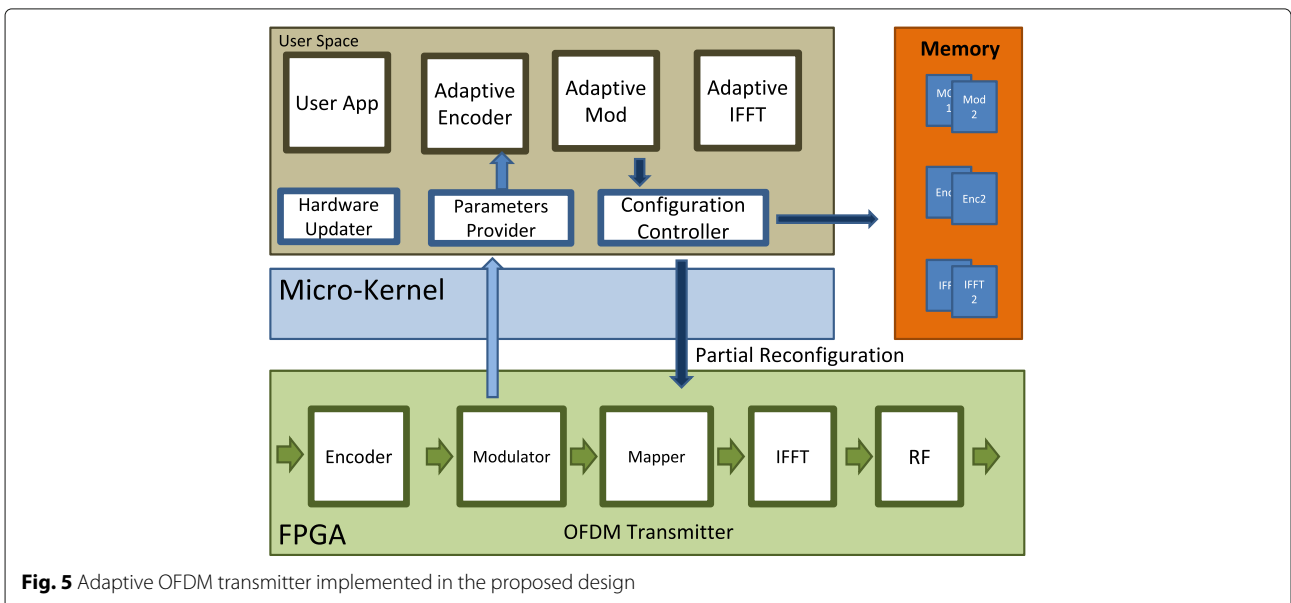 User Space
User App
Adaptive
Encoder
Adaptive
Mod
Adaptive
IFFT
Hardware
Updater
Parameters
Provider
Configuration
Controller
Memory
Mod
2
Enc2
IFFT
2
Micro-Kernel
Partial Reconfiguration
Encoder
Modulator
Mapper
IFFT
RF
FPGA
OFDM Transmitter
Fig. 5 Adaptive OFDM transmitter implemented in the proposed design